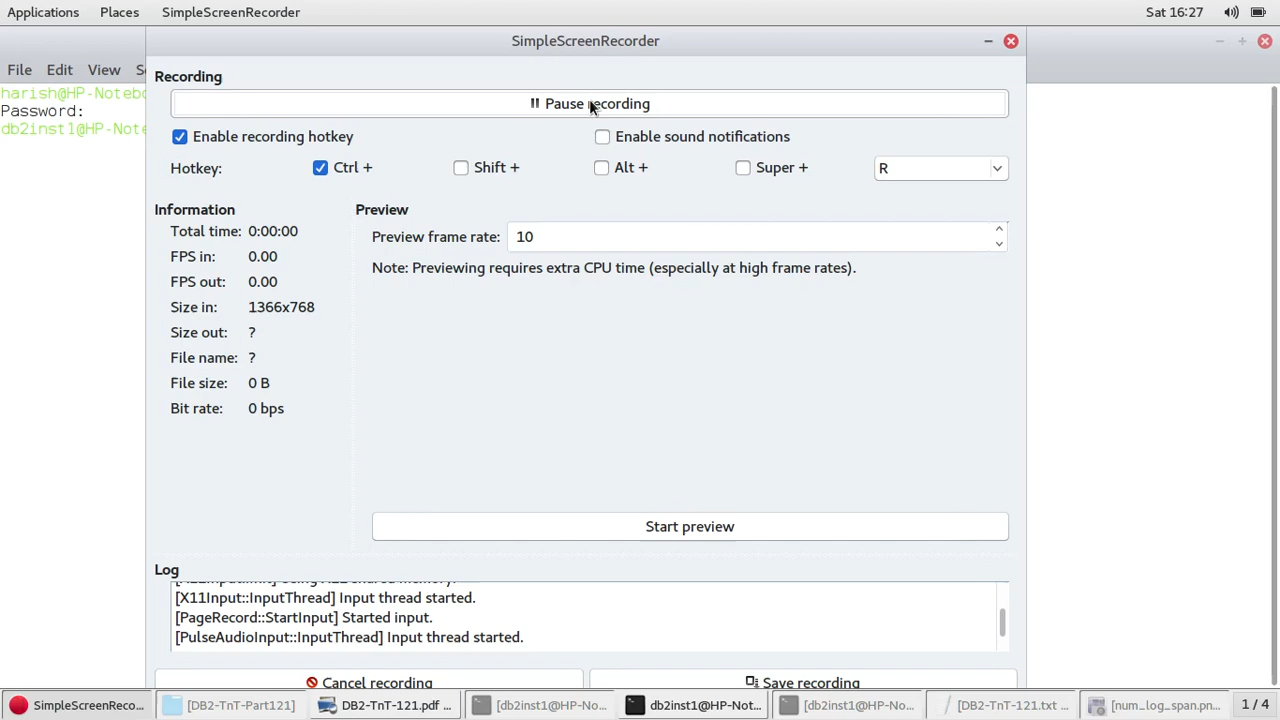 Applications Places SimpleScreenRecorder Sat 16:27
SimpleScreenRecorder
File Edit View
harish@HP-Notebo
Password:
db2inst1@HP-Note
Recording
Pause recording
Enable recording hotkey Enable sound notifications
Hotkey: Ctrl + Shift + Alt + Super + R
Information Preview
Total time: 0:00:00
Preview frame rate: 10
FPS in: 0.00
Note: Previewing requires extra CPU time (especially at high frame rates).
FPS out: 0.00
Size in: 1366x768
Size out: ?
File name: ?
File size: 0 B
Bit rate: 0 bps
Start preview
Log
[X11Input::InputThread] Input thread started.
[PageRecord::StartInput] Started input.
[PulseAudioInput::InputThread] Input thread started.
Cancel recording Save recording
SimpleScreenReco... [DB2-TnT-Part121] DB2-TnT-121.pdf ... [db2inst1@HP-No... db2inst1@HP-Not... [db2inst1@HP-No... [DB2-TnT-121.txt ... [num_log_span.pn... 1 / 4